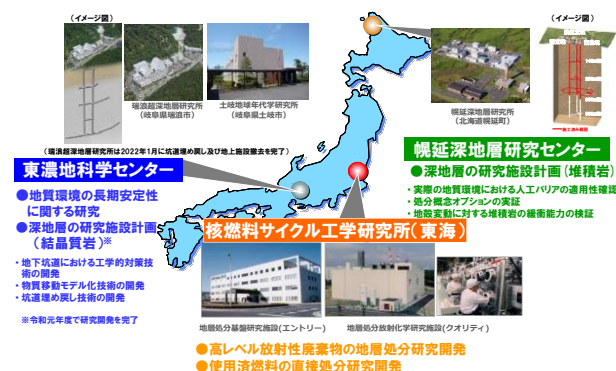 (イメージ図)
(イメージ図)
瑞浪超深地層研究所
(岐阜県瑞浪市)
土岐地球年代学研究所
(岐阜県土岐市)
幌延深地層研究所
(北海道幌延町)
(瑞浪超深地層研究所は2022年1月に坑道埋め戻し及び地上施設撤去を完了)
東濃地科学センター
●地質環境の長期安定性
に関する研究
●深地層の研究施設計画
(結晶質岩)※
・地下坑道における工学的対策技
術の開発
・物質移動モデル化技術の開発
・坑道埋め戻し技術の開発
※令和元年度で研究開発を完了
幌延深地層研究センター
●深地層の研究施設計画(堆積岩)
・実際の地質環境における人工バリアの適用性確認
・処分概念オプションの実証
・地殻変動に対する堆積岩の緩衝能力の検証
核燃料サイクル工学研究所(東海)
地層処分基盤研究施設(エントリー)
地層処分放射化学研究施設(クオリティ)
●高レベル放射性廃棄物の地層処分研究開発
●使用済燃料の直接処分研究開発